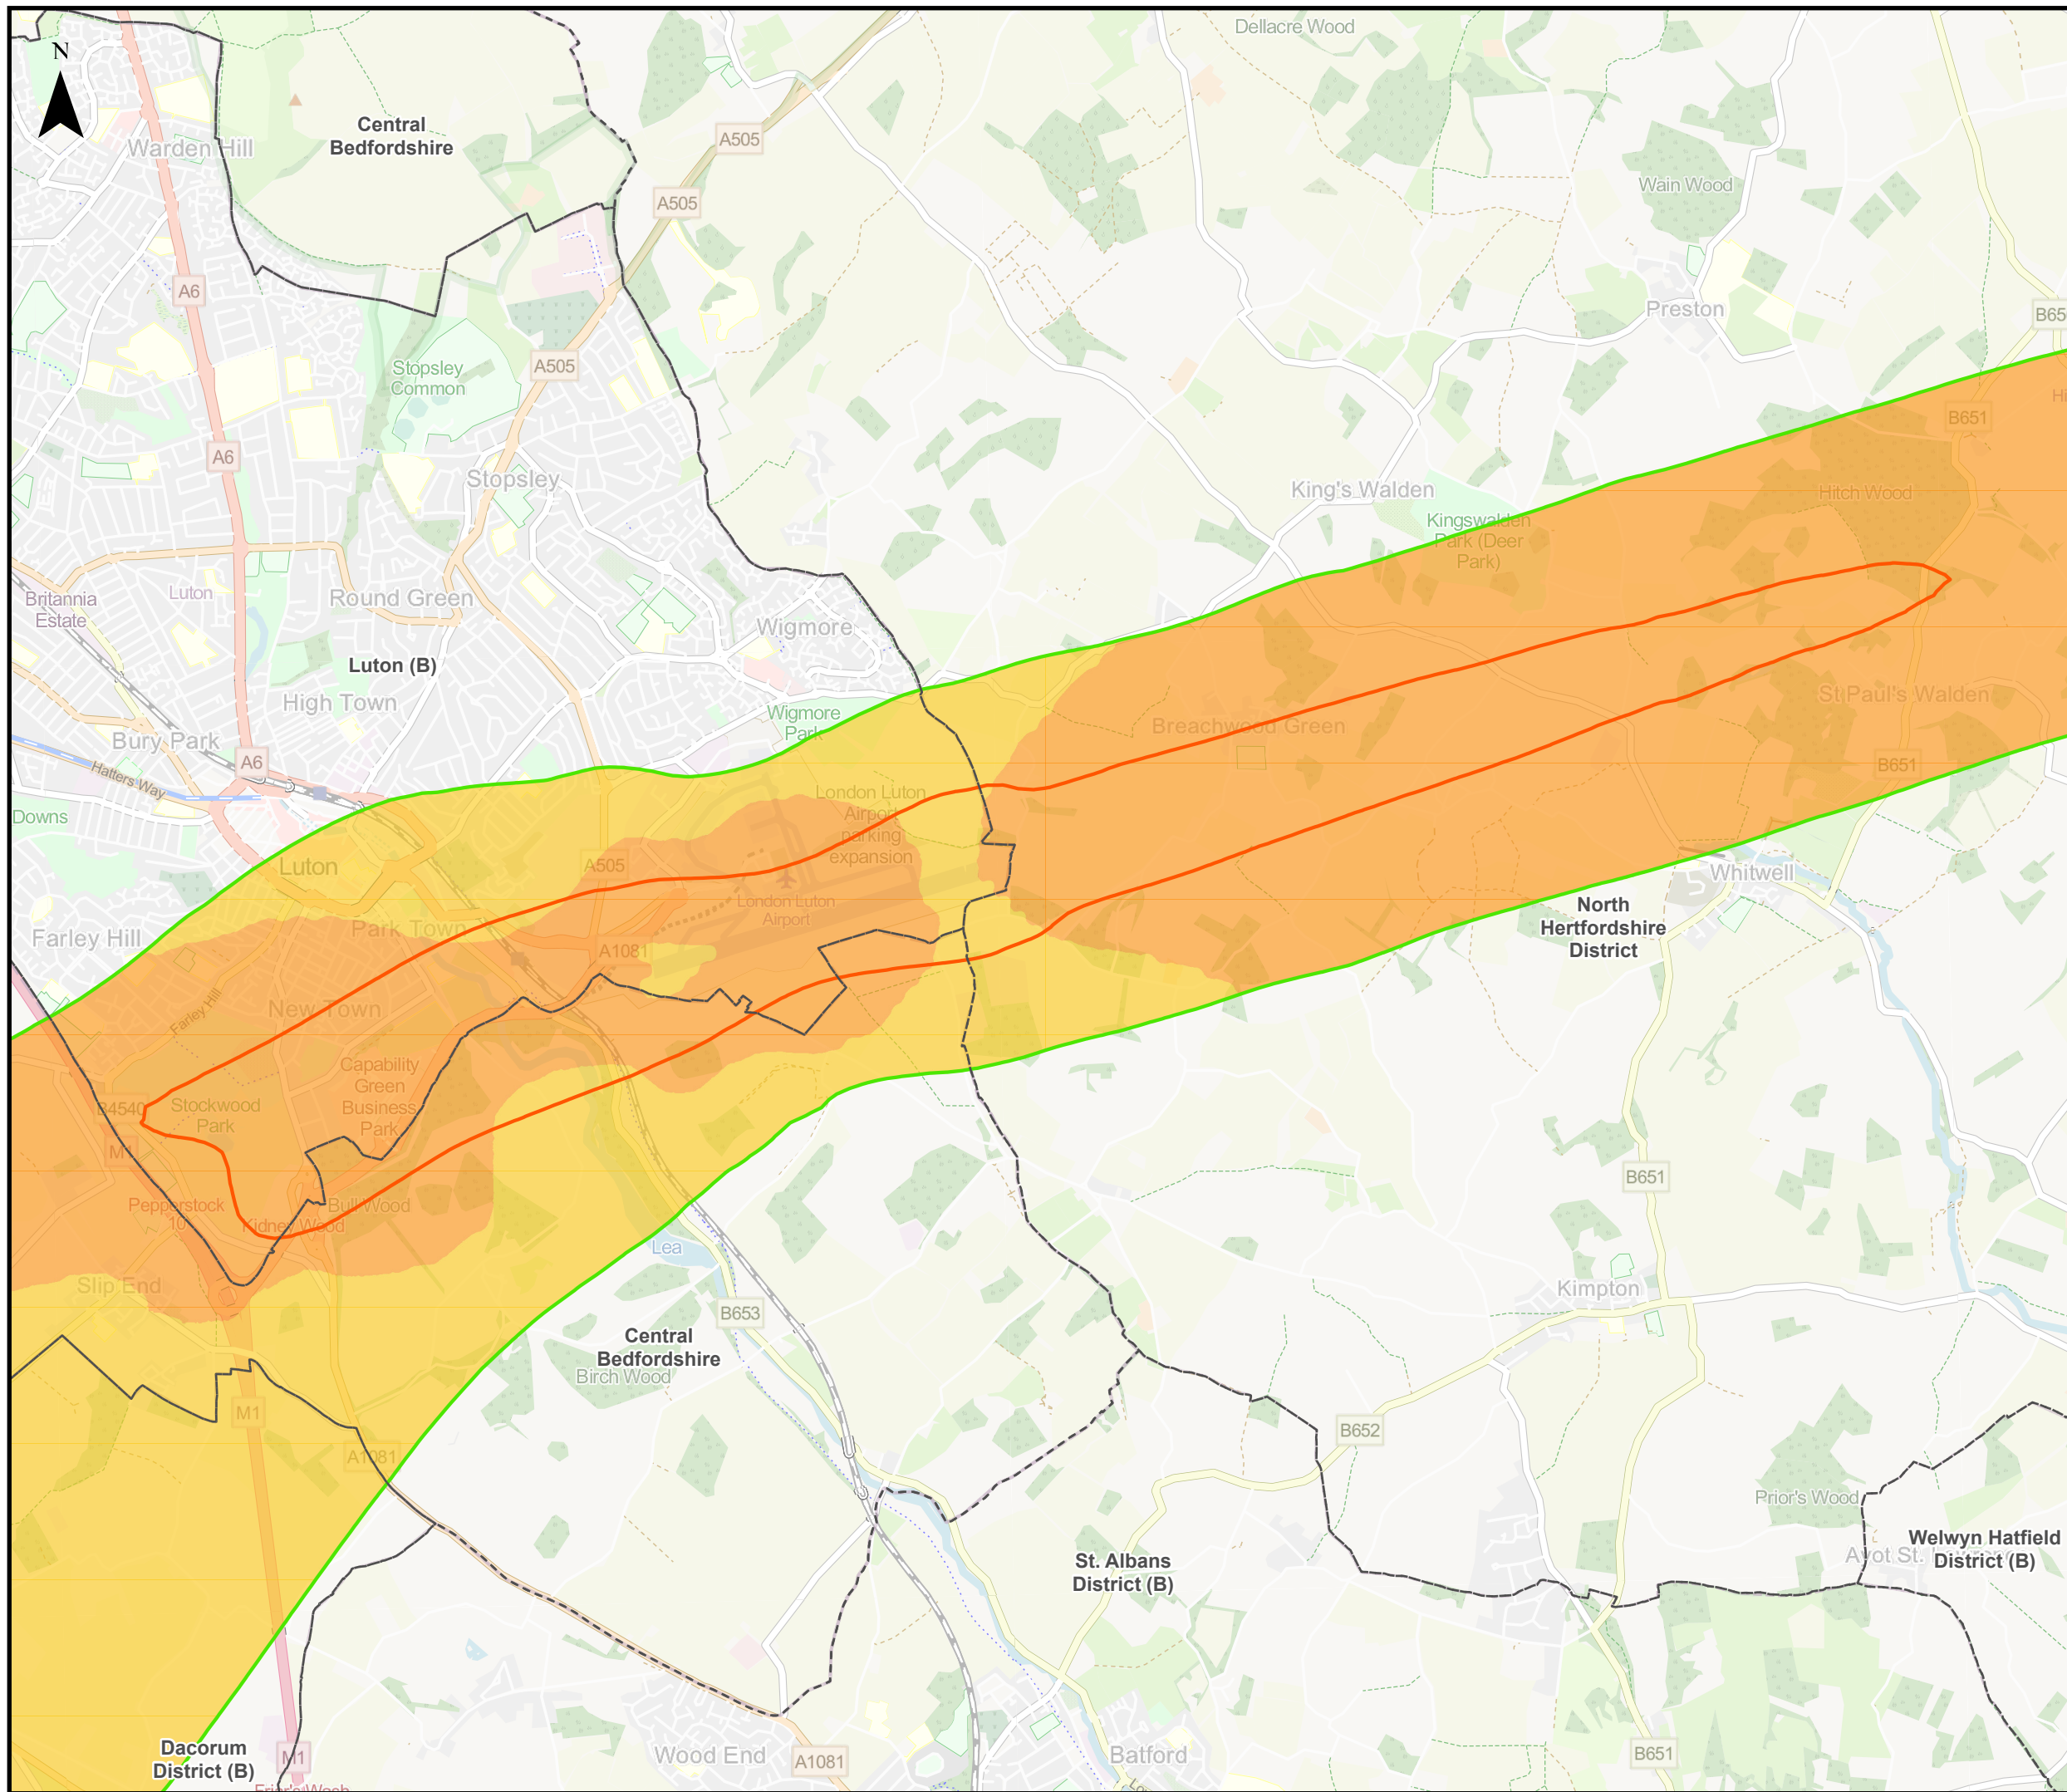 Dellacre Wood
N
Central
Bedfordshire
A505
Warden Hill
Wain Wood
A505
A6
Preston
B65
A505
Stopsley
Common
B651
A6
Stopsley
King's Walden
Hitch Wood
Kingswalden
Park (Deer
Park)
Luton
Britannia
Estate
Round Green
Wigmore
Luton (B)
High Town
St Paul's Walden
Wigmore
Park
Breachwood Green
Bury Park
A6
B651
Hatters Way
London Luton
Airport
parking
expansion
Downs
Luton
A505
Whitwell
London Luton
Airport
North
Hertfordshire
District
Park Town
Farley Hill
A1081
New Town
Farley Hill
Capability
Green
Business
Park
B4540
Stockwood
Park
M1
B651
Pepperstock
10
Bull Wood
Kidney Wood
Lea
Slip End
Kimpton
B653
Central
Bedfordshire
Birch Wood
M1
B652
A1081
Prior's Wood
Welwyn Hatfield
District (B)
St. Albans
District (B)
Dacorum
District (B)
M1
Wood End
A1081
Batford
B651
Friar's Wash